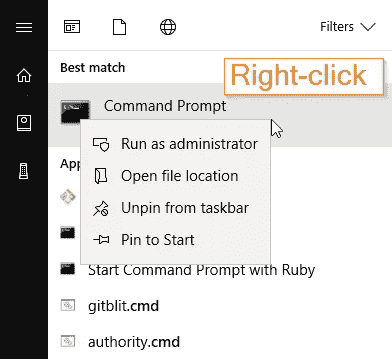 Filters
Best match
Right-click
Command Prompt
Run as administrator
App
Open file location
Unpin from taskbar
Pin to Start
Start Command Prompt with Ruby
gitblit.cmd
authority.cmd